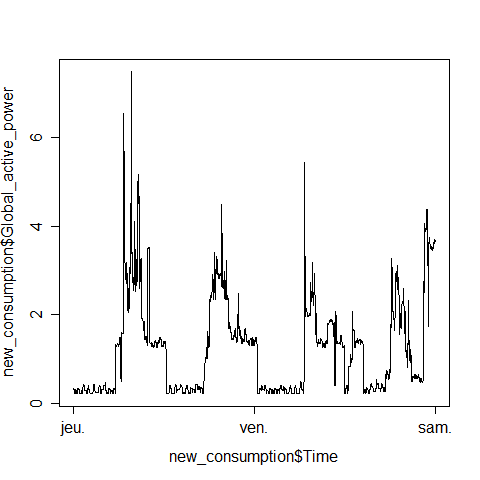 new_consumption$Global_active_power
6
4
2
0
jeu.
ven.
sam.
new_consumption$Time